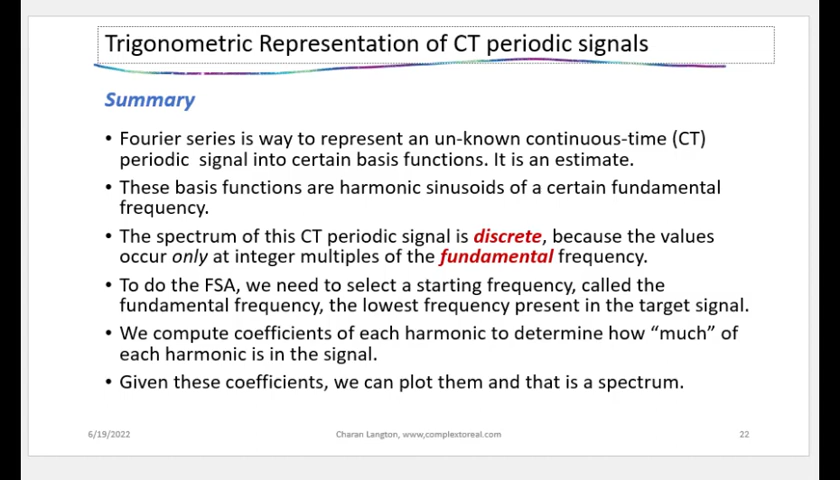 Trigonometric Representation of CT periodic signals
Summary
• Fourier series is way to represent an un-known continuous-time (CT)
periodic signal into certain basis functions. It is an estimate.
• These basis functions are harmonic sinusoids of a certain fundamental
frequency.
• The spectrum of this CT periodic signal is discrete, because the values
occur only at integer multiples of the fundamental frequency.
• To do the FSA, we need to select a starting frequency, called the
fundamental frequency, the lowest frequency present in the target signal.
• We compute coefficients of each harmonic to determine how “much” of
each harmonic is in the signal.
• Given these coefficients, we can plot them and that is a spectrum.
6/19/2022
Charan Langton, www,complextoreal.com
22